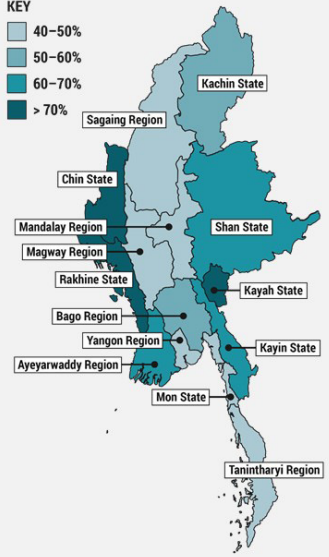 KEY
40–50%
50–60%
60–70%
> 70%
Kachin State
Sagaing Region
Chin State
Mandalay Region
Shan State
Magway Region
Rakhine State
Kayah State
Bago Region
Yangon Region
Kayin State
Ayeyarwaddy Region
Mon State
Tanintharyi Region